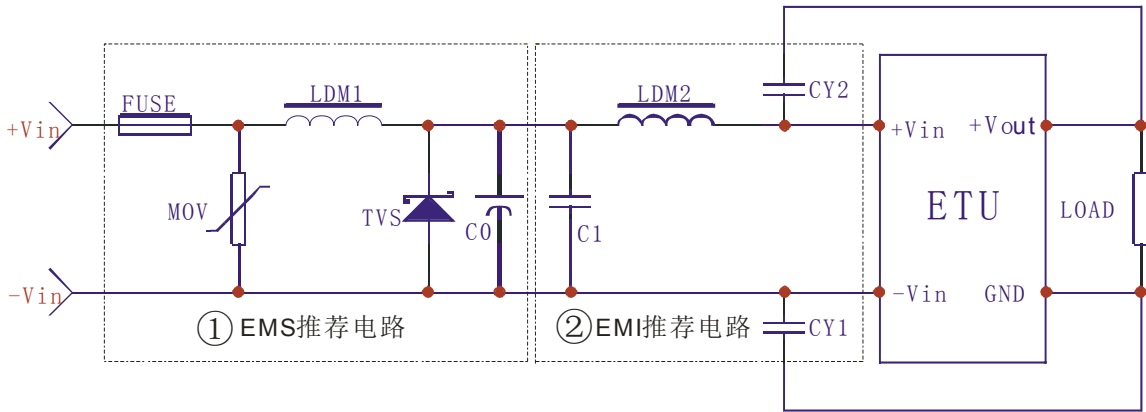 FUSE
LDM1
LDM2
CY2
+Vin
+Vin
+Vout
MOV
TVS
C0
C1
ETU
LOAD
-Vin
-Vin
GND
①EMS推荐电路
②EMI推荐电路
CY1